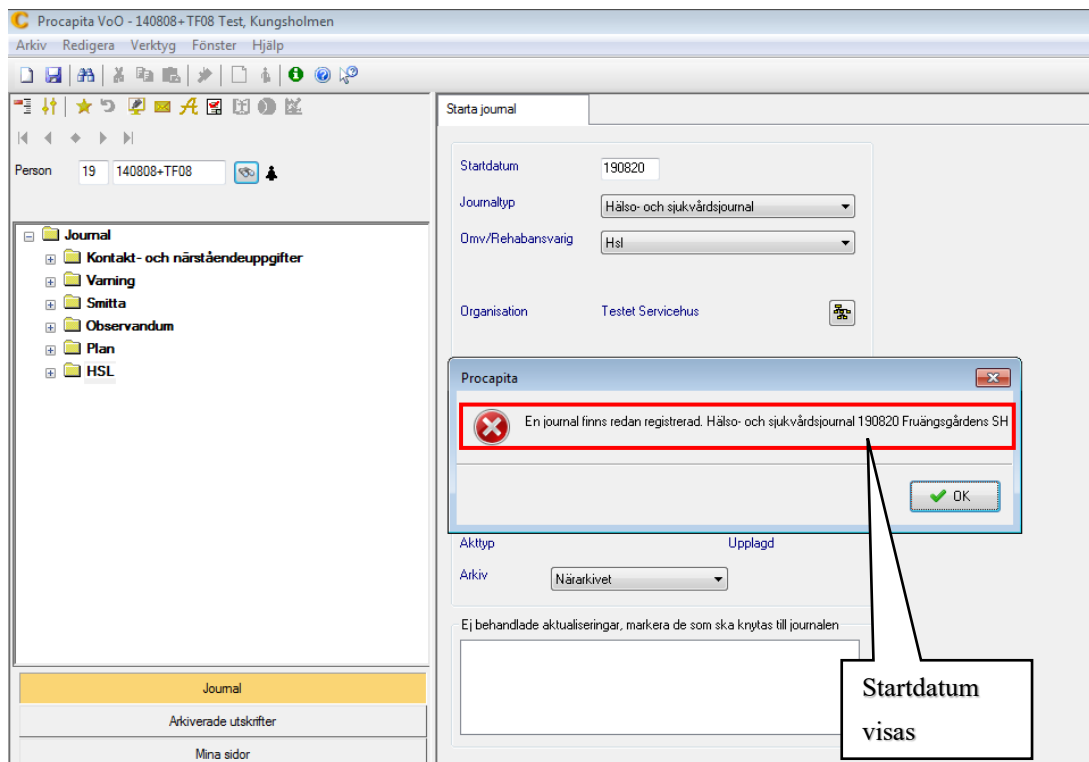 Procapita VoO - 140808+TF08 Test, Kungsholmen
Arkiv Redigera Verktyg Fönster Hjälp
Person 19 140808+TF08
Journal
Kontakt- och närståendeuppgifter
Varning
Smitta
Observandum
Plan
HSL
Journal
Arkiverade utskrifter
Mina sidor
Starta journal
Startdatum 190820
Journaltyp Hälso- och sjukvårdsjournal
Omv/Rehabansvarig Hsl
Organisation Testet Servicehus
Procapita
En journal finns redan registrerad. Hälso- och sjukvårdsjournal 190820 Fruängsgårdens SH
OK
Akttyp Upplagd
Arkiv Närarkivet
Ej behandlade aktualiseringar, markera de som ska knytas till journalen
Startdatum
visas